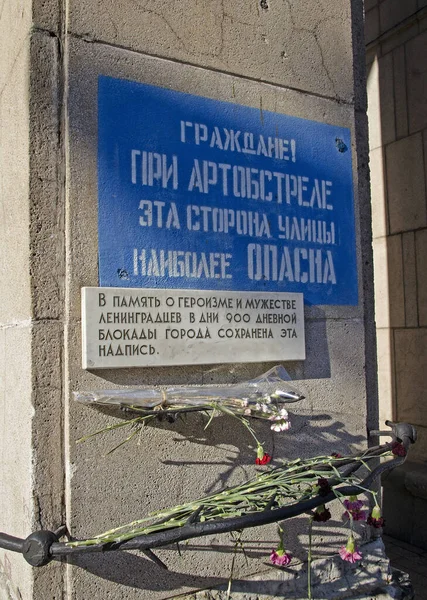 ГРАЖДАНЕ!
ПРИ АРТОБСТРЕЛЕ
ЭТА СТОРОНА УЛИЦЫ
НАИБОЛЕЕ ОПАСНА
В ПАМЯТЬ О ГЕРОИЗМЕ И МУЖЕСТВЕ
ЛЕНИНГРАДЦЕВ В ДНИ 900 ДНЕВНОЙ
БЛОКАДЫ ГОРОДА СОХРАНЕНА ЭТА
НАДПИСЬ.